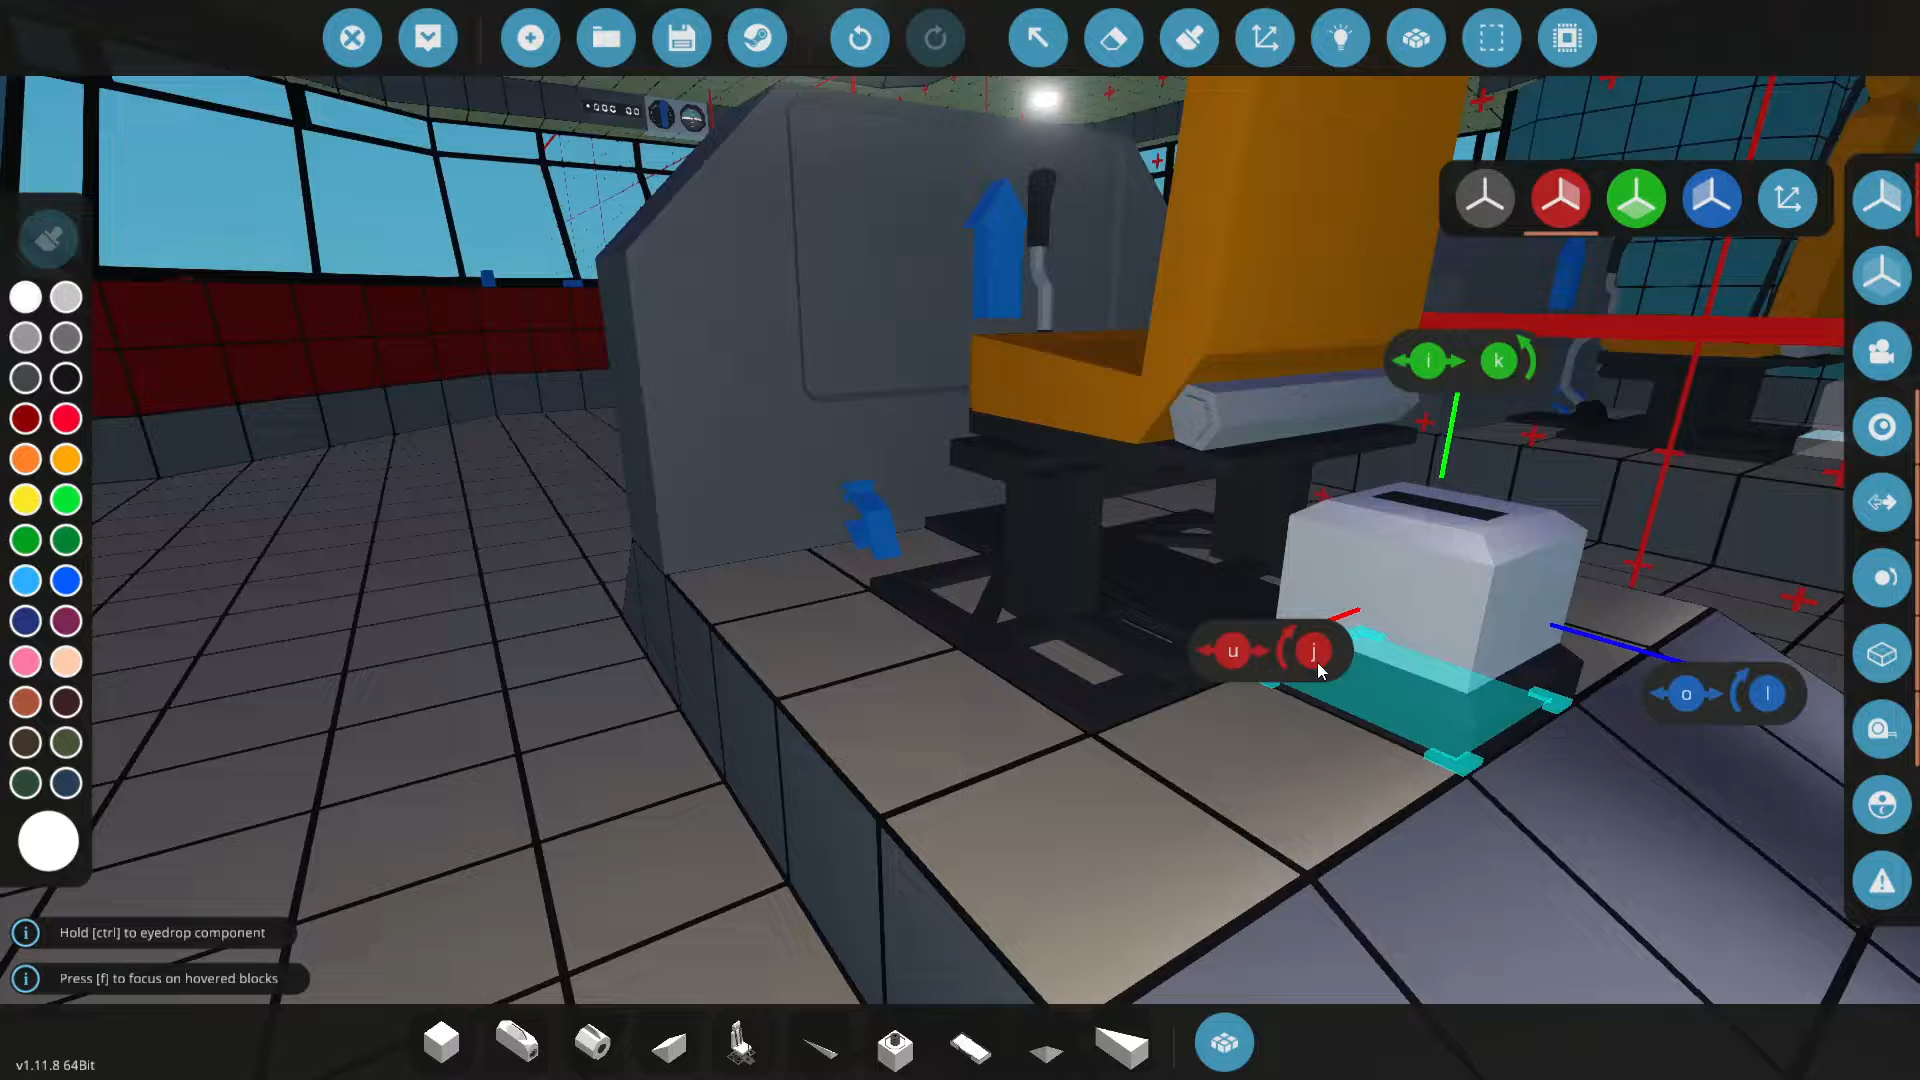 i k
u j
o l
Hold [ctrl] to eyedrop component
Press [f] to focus on hovered blocks
v1.11.8 64Bit